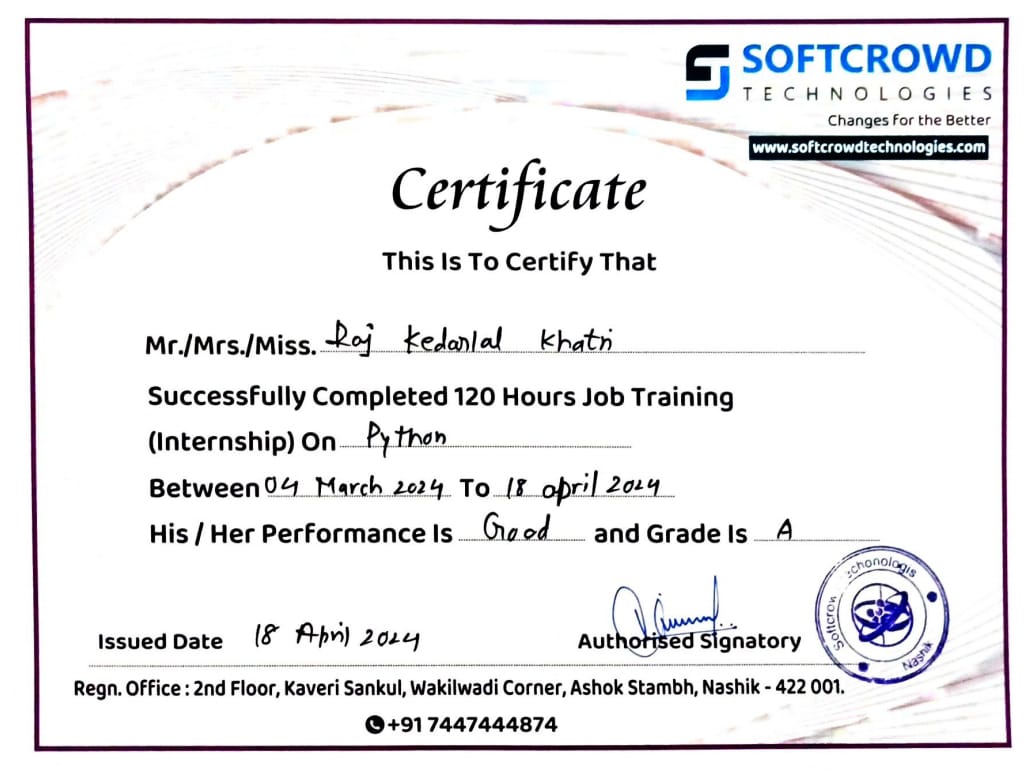 SOFTCROWD
TECHNOLOGIES
Changes for the Better
www.softcrowdtechnologies.com
Certificate
This Is To Certify That
Mr./Mrs./Miss. Raj Kedarlal Khatri
Successfully Completed 120 Hours Job Training
(Internship) On Python
Between 04 March 2024 To 18 april 2024
His / Her Performance Is Good and Grade Is A
Issued Date 18 April 2024
Authorised Signatory
Softcrow echonologis
Nashik
Regn. Office : 2nd Floor, Kaveri Sankul, Wakilwadi Corner, Ashok Stambh, Nashik - 422 001.
+91 7447444874